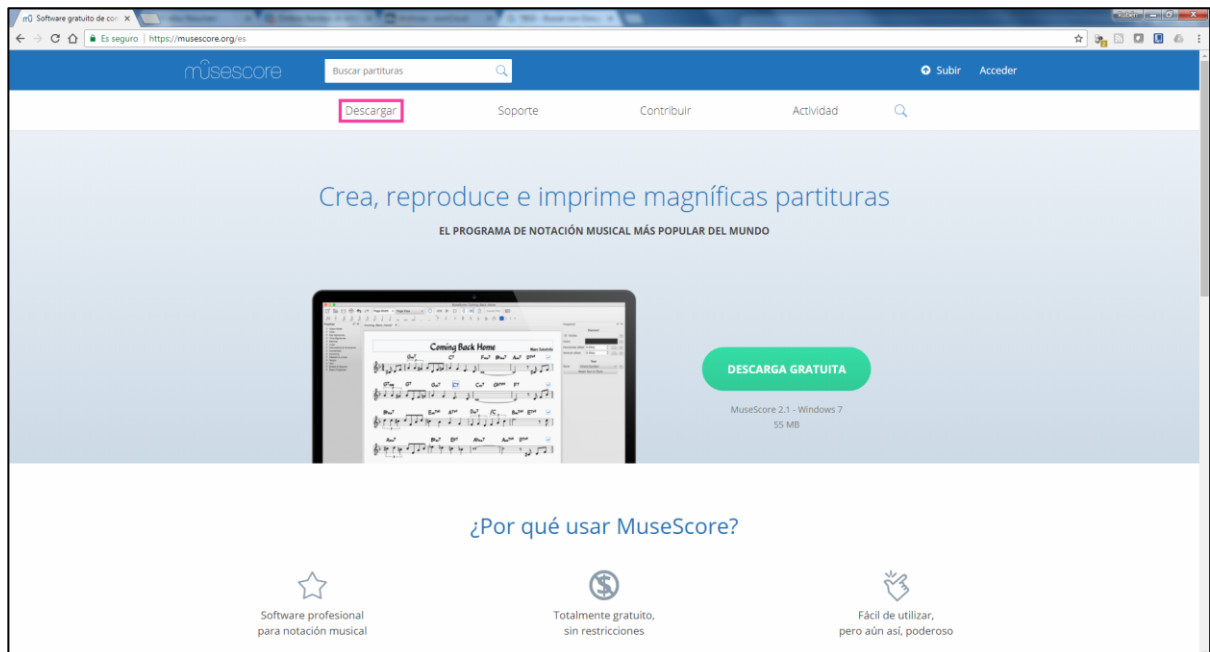 Software gratuito de con
Es seguro | https://musescore.org/es
musescore
Buscar partituras
Subir Acceder
Descargar Soporte Contribuir Actividad
Crea, reproduce e imprime magníficas partituras
EL PROGRAMA DE NOTACIÓN MUSICAL MÁS POPULAR DEL MUNDO
Coming Back Home
DESCARGA GRATUITA
MuseScore 2.1 - Windows 7
55 MB
¿Por qué usar MuseScore?
Software profesional
para notación musical
Totalmente gratuito,
sin restricciones
Fácil de utilizar,
pero aún así, poderoso